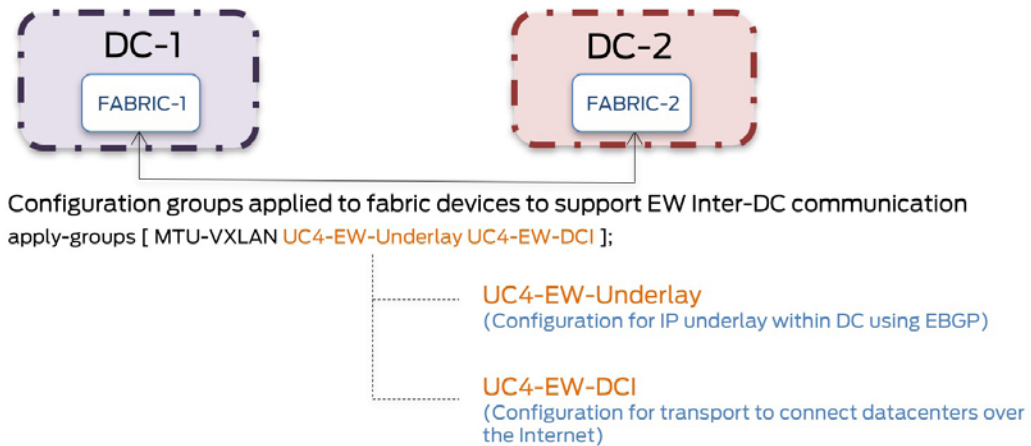 DC-1
DC-2
FABRIC-1
FABRIC-2
Configuration groups applied to fabric devices to support EW Inter-DC communication
apply-groups [ MTU-VXLAN UC4-EW-Underlay UC4-EW-DCI ];
UC4-EW-Underlay
(Configuration for IP underlay within DC using EBGP)
UC4-EW-DCI
(Configuration for transport to connect datacenters over
the Internet)